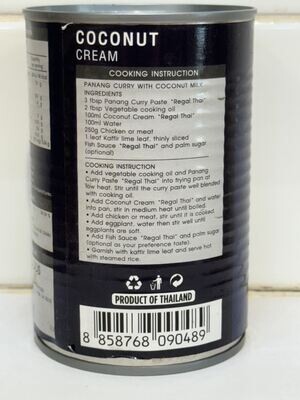 COCONUT
CREAM
COOKING INSTRUCTION
PANANG CURRY WITH COCONUT MILK
INGREDIENTS
3 tbsp Panang Curry Paste "Regal Thai"
2 tbsp Vegetable cooking oil
100ml Coconut Cream "Regal Thai"
100ml Water
250g Chicken or meat
1 leaf Kaffir lime leaf, thinly sliced
Fish Sauce "Regal Thai" and palm sugar
(optional)
COOKING INSTRUCTION
• Add vegetable cooking oil and Panang
Curry Paste "Regal Thai" into frying pan at
low heat. Stir until the curry paste well blended
with cooking oil.
• Add Coconut Cream "Regal Thai" and water
into pan, stir in medium heat until boiled.
• Add chicken or meat, stir until it is cooked.
• Add eggplant, water then stir well until
eggplants are soft.
• Add Fish Sauce "Regal Thai" and palm sugar
(optional as your preference taste).
• Garnish with kaffir lime leaf and serve hot
with steamed rice.
PRODUCT OF THAILAND
8 858768 090489